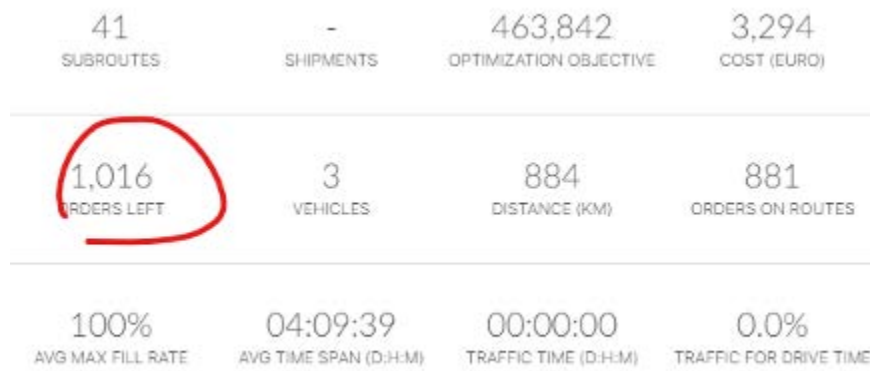 41 - 463,842 3,294
SUBROUTES SHIPMENTS OPTIMIZATION OBJECTIVE COST (EURO)
1,016 3 884 881
ORDERS LEFT VEHICLES DISTANCE (KM) ORDERS ON ROUTES
100% 04:09:39 00:00:00 0.0%
AVG MAX FILL RATE AVG TIME SPAN (D:H:M) TRAFFIC TIME (D:H:M) TRAFFIC FOR DRIVE TIME